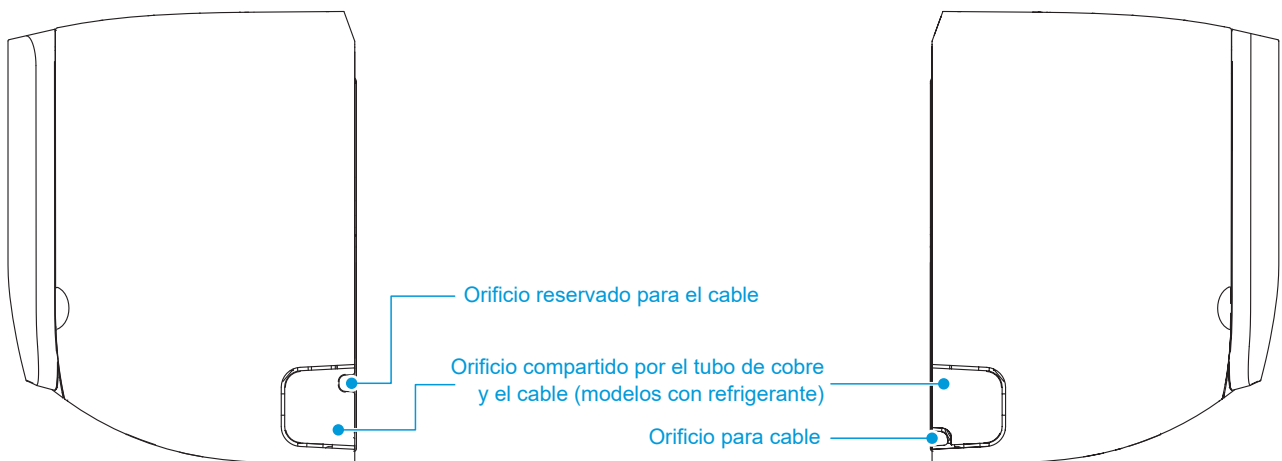 Orificio reservado para el cable
Orificio compartido por el tubo de cobre
y el cable (modelos con refrigerante)
Orificio para cable